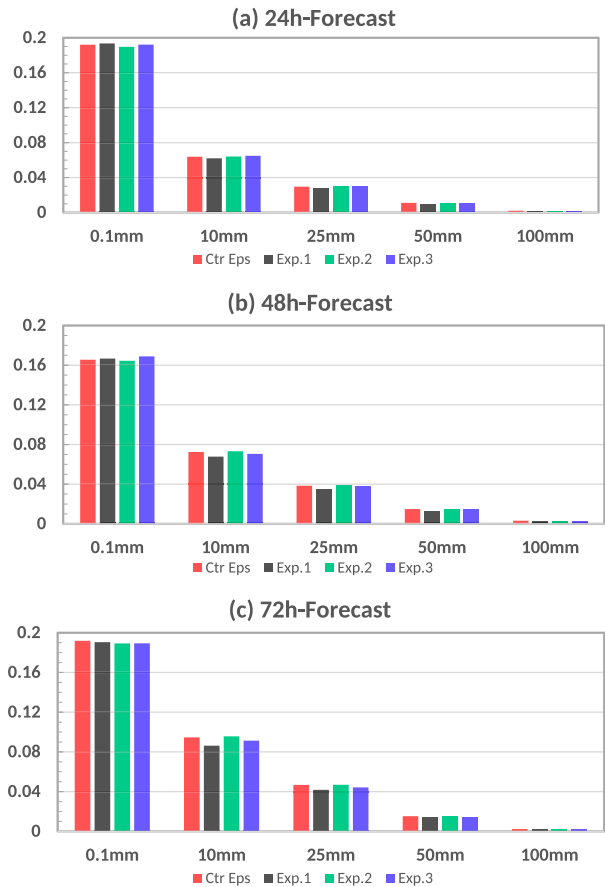 (a) 24h-Forecast
0.2
0.16
0.12
0.08
0.04
0
0.1mm 10mm 25mm 50mm 100mm
Ctr Eps Exp.1 Exp.2 Exp.3
(b) 48h-Forecast
0.2
0.16
0.12
0.08
0.04
0
0.1mm 10mm 25mm 50mm 100mm
Ctr Eps Exp.1 Exp.2 Exp.3
(c) 72h-Forecast
0.2
0.16
0.12
0.08
0.04
0
0.1mm 10mm 25mm 50mm 100mm
Ctr Eps Exp.1 Exp.2 Exp.3